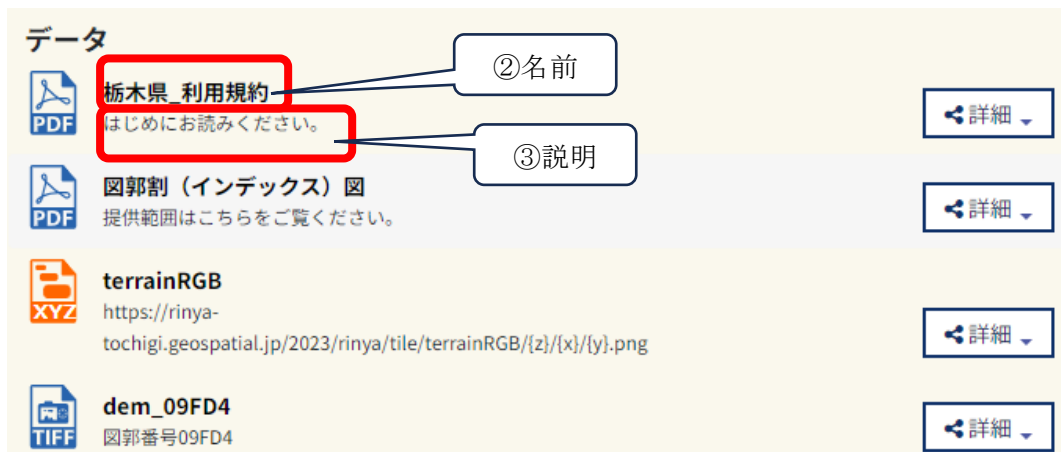 データ
②名前
PDF
栃木県_利用規約
はじめにお読みください。
詳細
③説明
PDF
図郭割（インデックス）図
提供範囲はこちらをご覧ください。
詳細
XYZ
terrainRGB
https://rinya-
tochigi.geospatial.jp/2023/rinya/tile/terrainRGB/{z}/{x}/{y}.png
詳細
TIFF
dem_09FD4
図郭番号09FD4
詳細